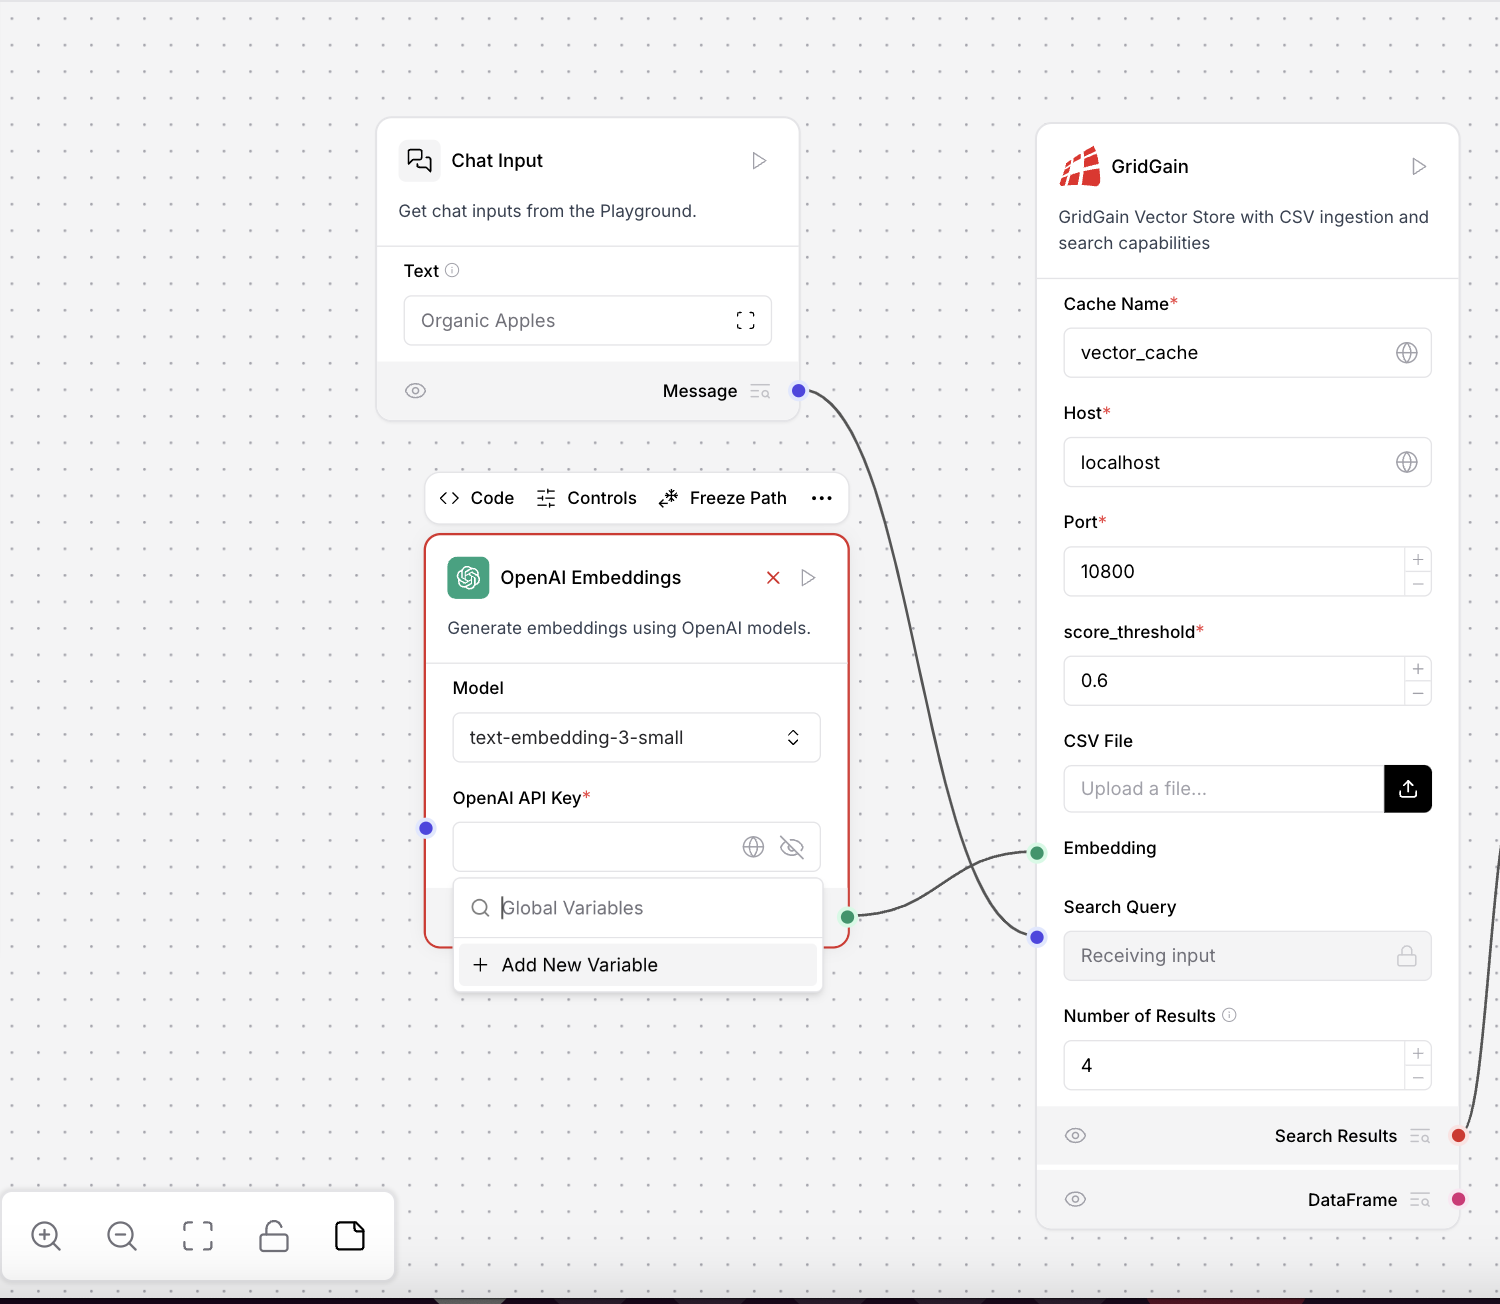 Chat Input
Get chat inputs from the Playground.
Text
Organic Apples
Message
Code Controls Freeze Path
OpenAI Embeddings
Generate embeddings using OpenAI models.
Model
text-embedding-3-small
OpenAI API Key*
Global Variables
Add New Variable
GridGain
GridGain Vector Store with CSV ingestion and
search capabilities
Cache Name*
vector_cache
Host*
localhost
Port*
10800
score_threshold*
0.6
CSV File
Upload a file...
Embedding
Search Query
Receiving input
Number of Results
4
Search Results
DataFrame